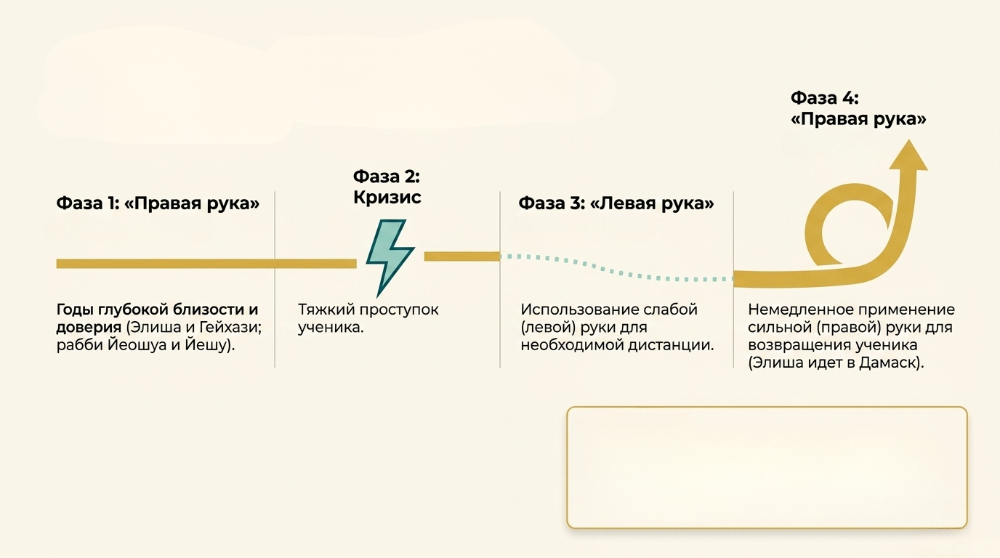 Фаза 1: «Правая рука»
Годы глубокой близости и
доверия (Элиша и Гейхази;
рабби Йеошуа и Йешу).
Фаза 2:
Кризис
Тяжкий проступок
ученика.
Фаза 3: «Левая рука»
Использование слабой
(левой) руки для
необходимой дистанции.
Фаза 4:
«Правая рука»
Немедленное применение
сильной (правой) руки для
возвращения ученика
(Элиша идет в Дамаск).